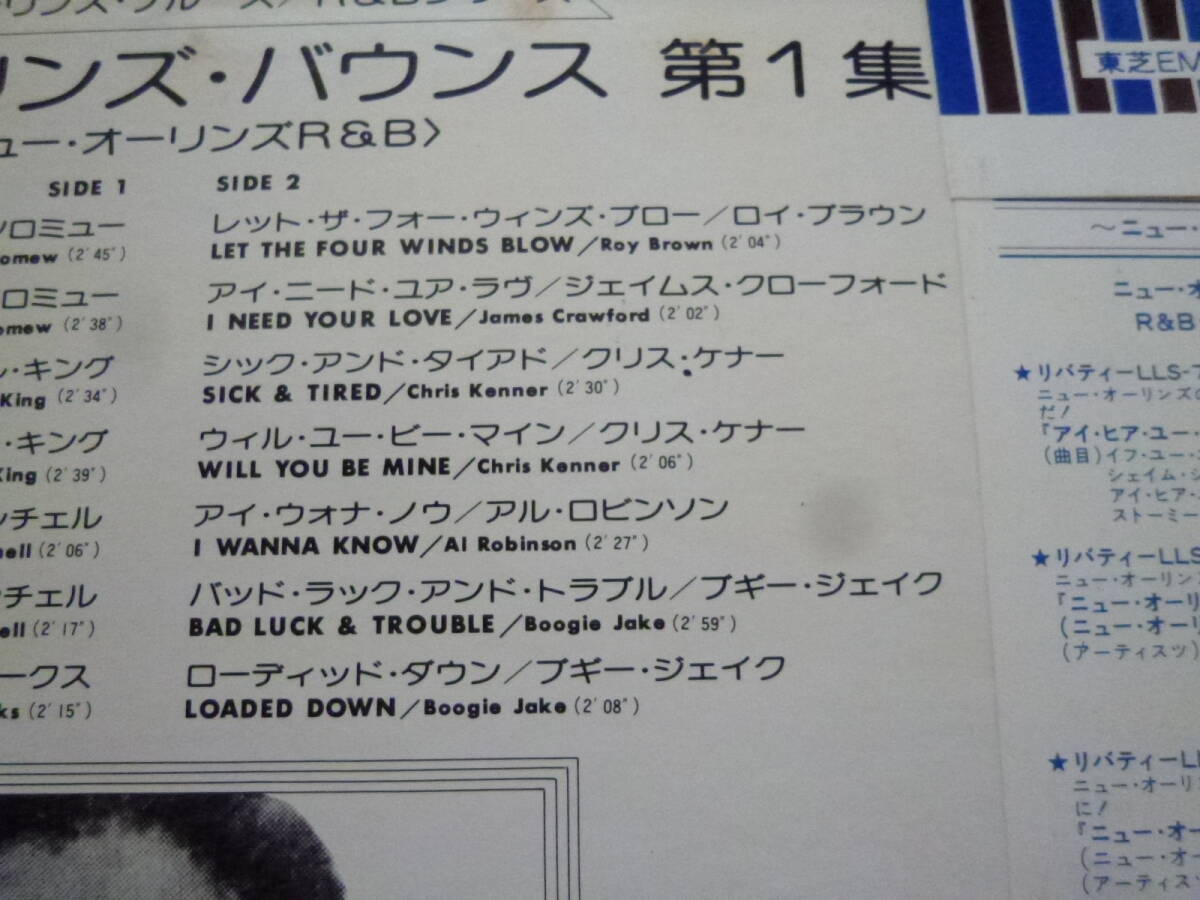 リンズ・バウンス 第1集
ュー・オーリンズR&B〉
SIDE 1
ソロミュー
omew (2'45")
ロミュー
omew (2'38")
ル・キング
King (2'34")
・キング
King (2'39")
ッチェル
hell (2'06")
チェル
ell (2'17")
ークス
ks (2'15")
SIDE 2
レット・ザ・フォー・ウィンズ・ブロー/ロイ・ブラウン
LET THE FOUR WINDS BLOW/Roy Brown (2'04")
アイ・ニード・ユア・ラヴ/ジェイムス・クローフォード
I NEED YOUR LOVE/James Crawford (2'02")
シック・アンド・タイアド/クリス・ケナー
SICK & TIRED/Chris Kenner (2'30")
ウィル・ユー・ビー・マイン/クリス・ケナー
WILL YOU BE MINE/Chris Kenner (2'06")
アイ・ウオナ・ノウ/アル・ロビンソン
I WANNA KNOW/Al Robinson (2'27")
バッド・ラック・アンド・トラブル/ブギー・ジェイク
BAD LUCK & TROUBLE/Boogie Jake (2'59")
ローディッド・ダウン/ブギー・ジェイク
LOADED DOWN/Boogie Jake (2'08")
東芝EM
〜ニュー・
ニュー・オ
R&B
★リバティーLLS-7
ニュー・オーリンズの
だ!
「アイ・ヒア・ユー・
(曲目)イフ・ユー・
シェイム・シ
アイ・ヒア・
ストーミー
★リバティーLLS
ニュー・オーリン
『ニュー・オーリ
(ニュー・オーリ
(アーティスツ)
★リバティーLL
ニュー・オーリ
に!
『ニュー・オー
(ニュー・オー
(アーティスツ